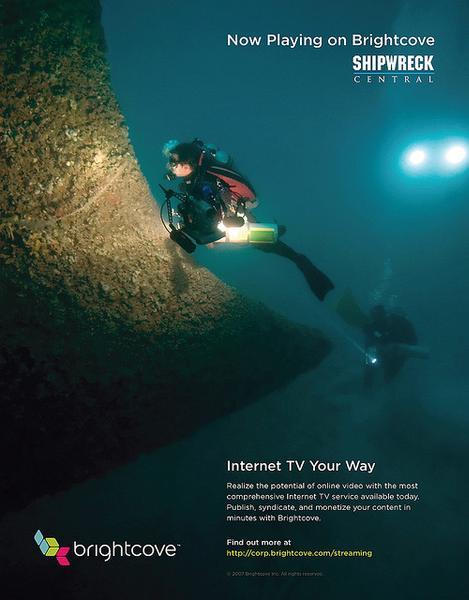 Now Playing on Brightcove
SHIPWRECK
CENTRAL
Internet TV Your Way
Realize the potential of online video with the most
comprehensive Internet TV service available today.
Publish, syndicate, and monetize your content in
minutes with Brightcove.
Find out more at
http://corp.brightcove.com/streaming
brightcove™
© 2007 Brightcove Inc. All rights reserved.